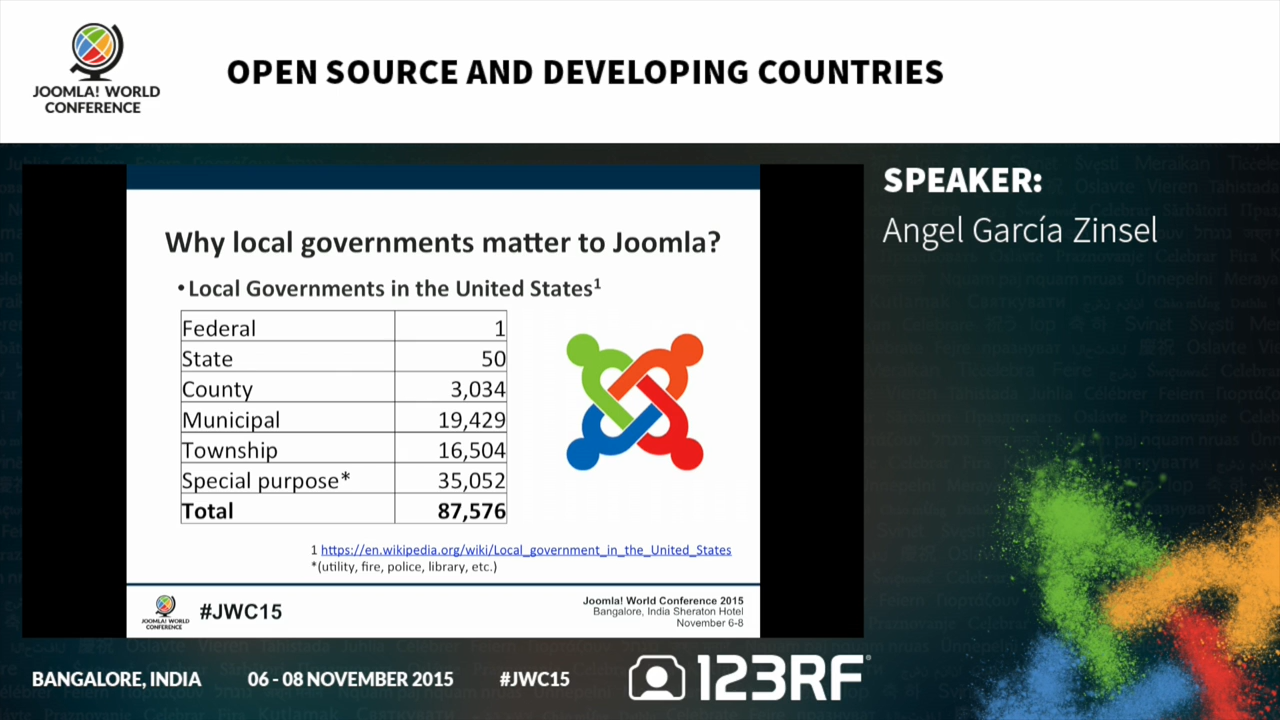 JOOMLA! WORLD
CONFERENCE
OPEN SOURCE AND DEVELOPING COUNTRIES
SPEAKER:
Angel García Zinsel
Why local governments matter to Joomla?
• Local Governments in the United States1
Federal 1
State 50
County 3,034
Municipal 19,429
Township 16,504
Special purpose* 35,052
Total 87,576
1 https://en.wikipedia.org/wiki/Local_government_in_the_United_States
*(utility, fire, police, library, etc.)
JOOMLA! WORLD
CONFERENCE
#JWC15
Joomla! World Conference 2015
Bangalore, India Sheraton Hotel
November 6-8
BANGALORE, INDIA 06 - 08 NOVEMBER 2015 #JWC15 123RF®